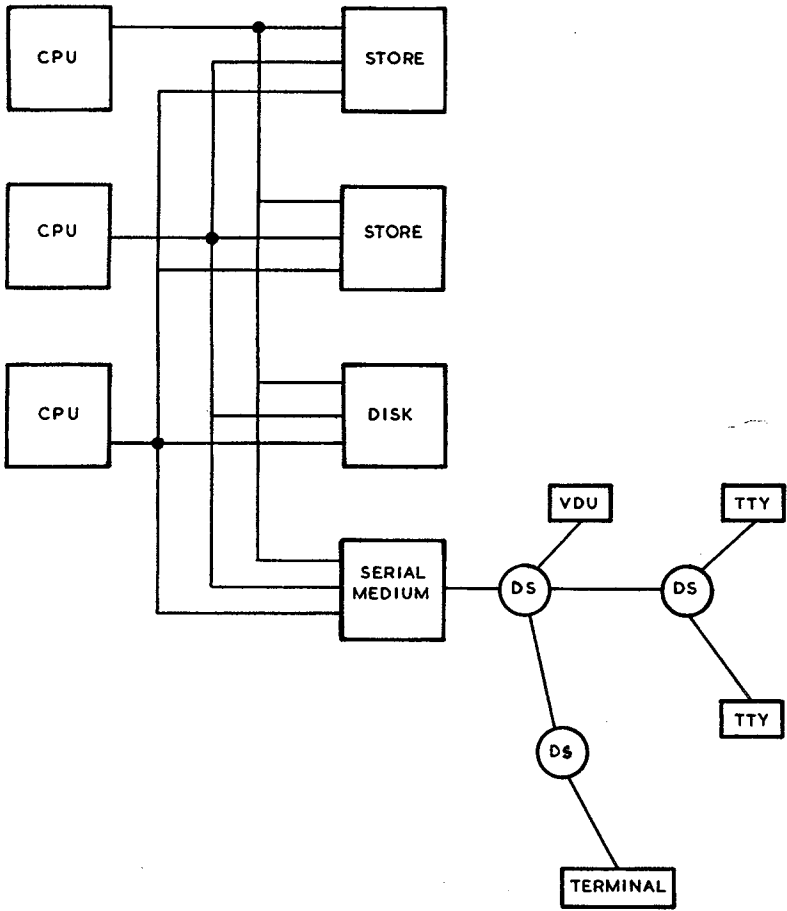 CPU
STORE
CPU
STORE
CPU
DISK
VDU
TTY
SERIAL
MEDIUM
DS
DS
TTY
DS
TERMINAL